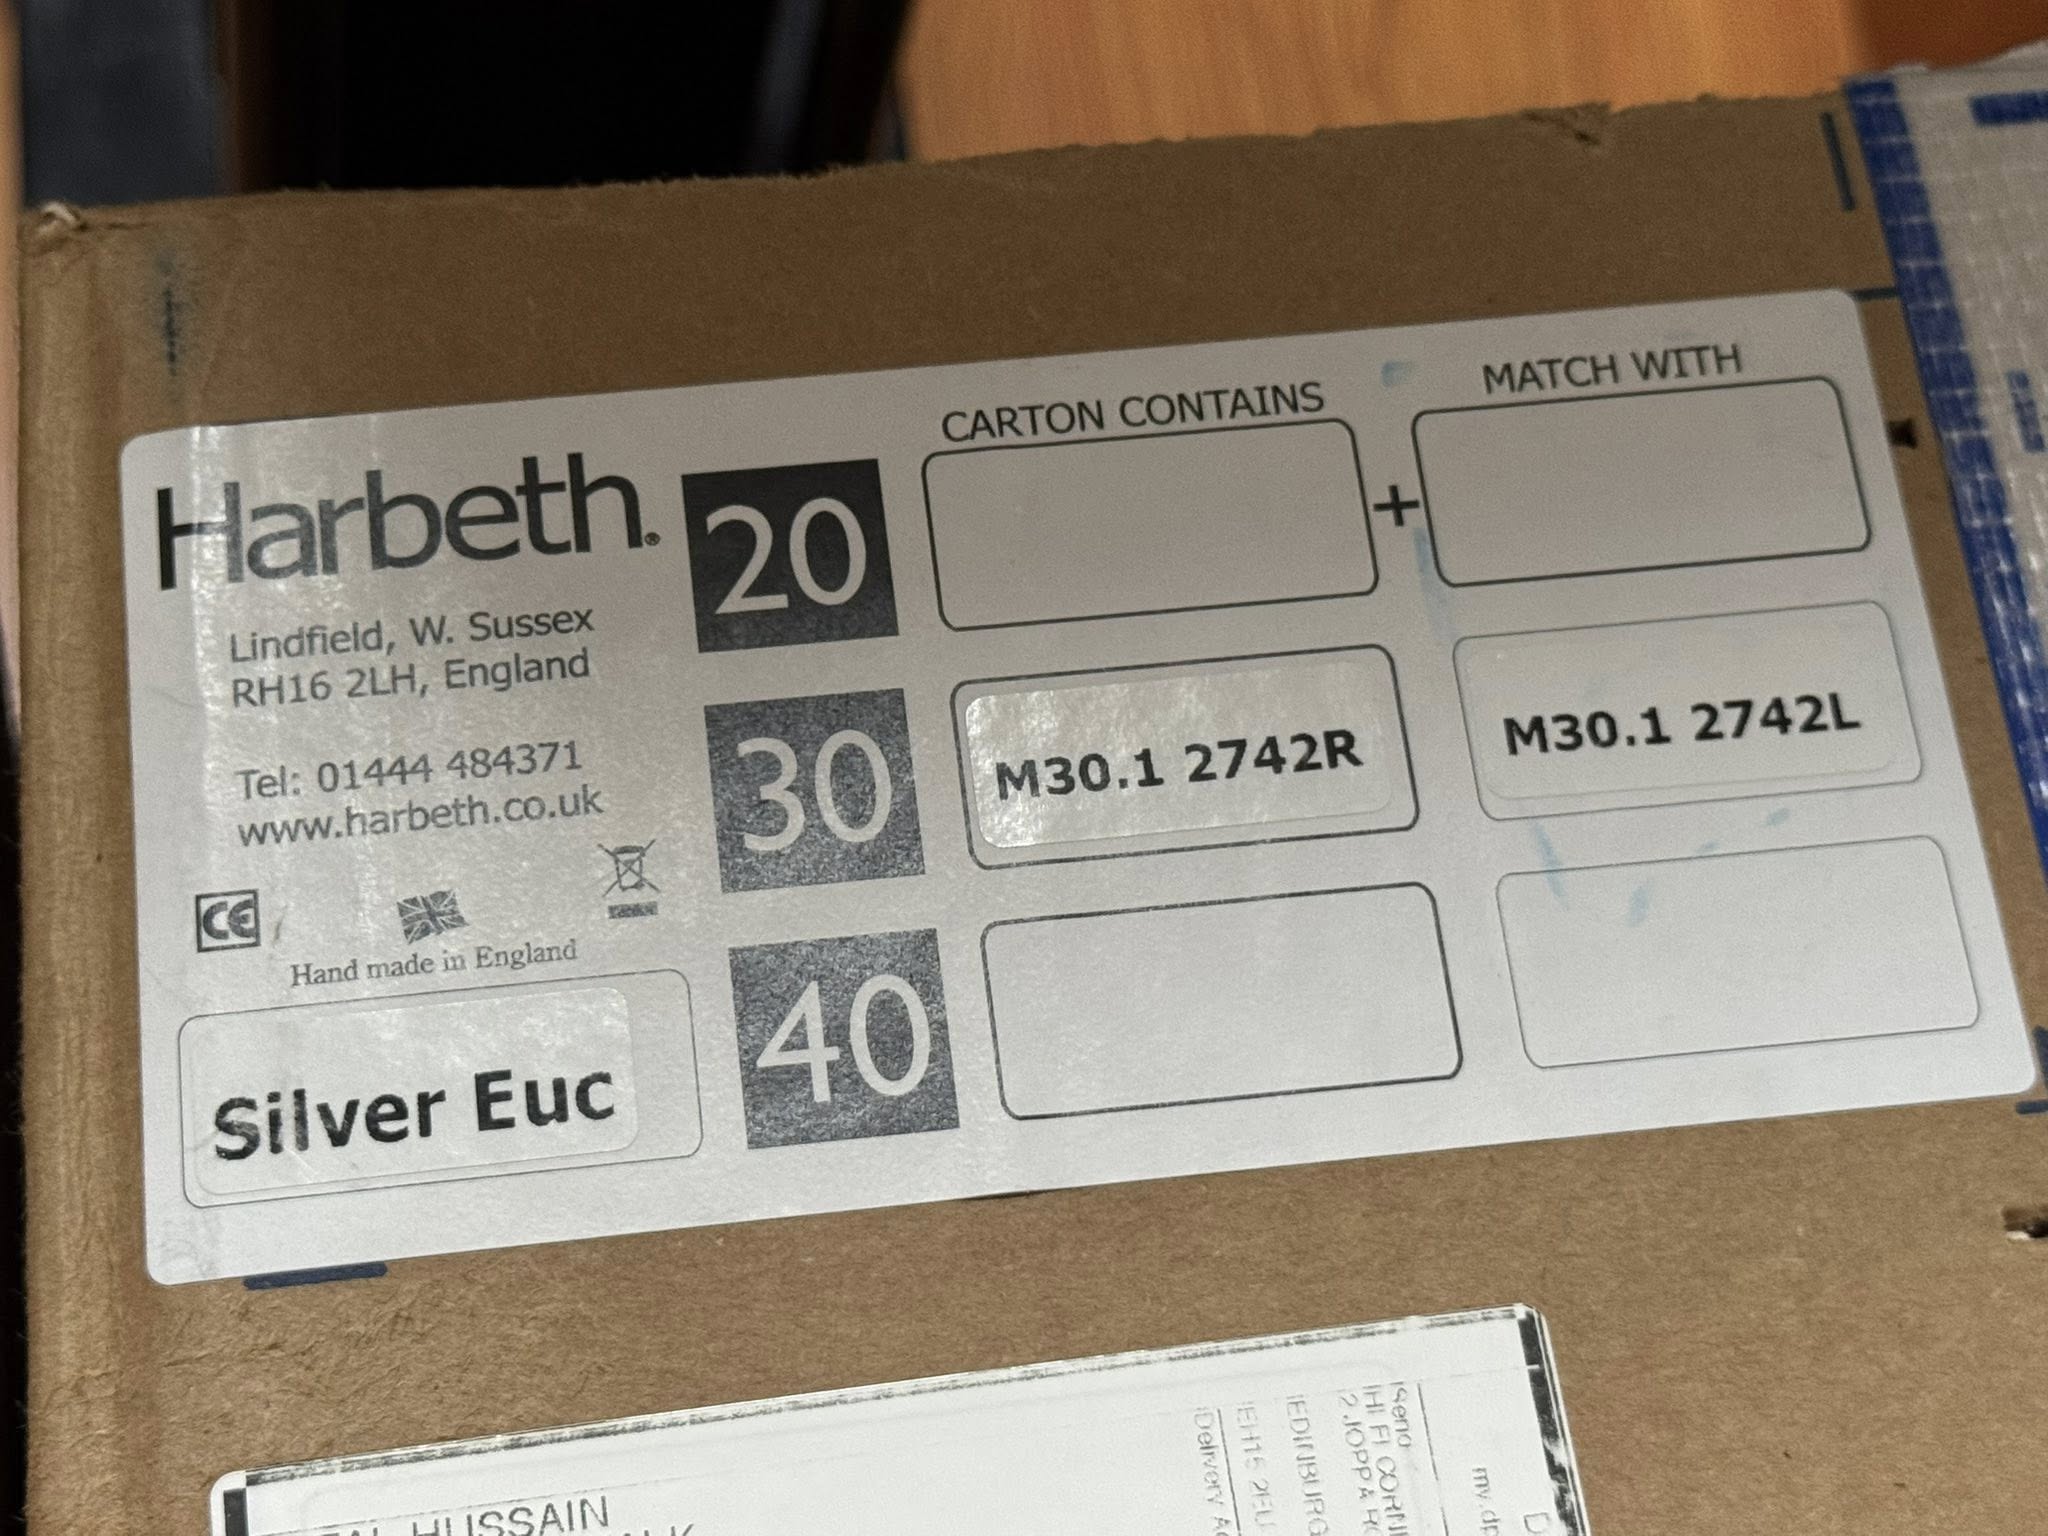 Harbeth®
Lindfield, W. Sussex
RH16 2LH, England
Tel: 01444 484371
www.harbeth.co.uk
CE
Hand made in England
Silver Euc
CARTON CONTAINS
MATCH WITH
20
+
30
M30.1 2742R
M30.1 2742L
40
HUSSAIN